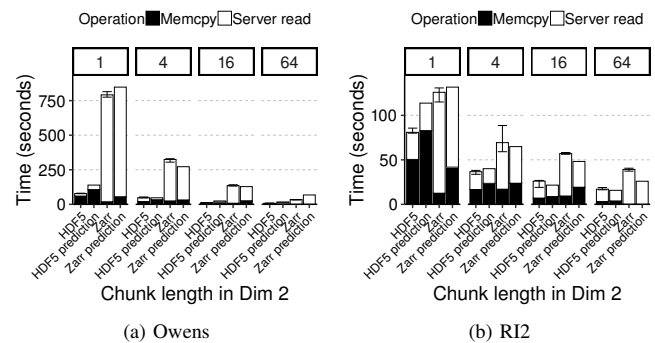 Operation Memcpy Server read
1 4 16 64
Time (seconds)
750
500
250
0
HDF5 HDF5 prediction Zarr Zarr prediction HDF5 HDF5 prediction Zarr Zarr prediction HDF5 HDF5 prediction Zarr Zarr prediction HDF5 HDF5 prediction Zarr Zarr prediction
Chunk length in Dim 2
(a) Owens
Operation Memcpy Server read
1 4 16 64
Time (seconds)
100
50
0
HDF5 HDF5 prediction Zarr Zarr prediction HDF5 HDF5 prediction Zarr Zarr prediction HDF5 HDF5 prediction Zarr Zarr prediction HDF5 HDF5 prediction Zarr Zarr prediction
Chunk length in Dim 2
(b) RI2